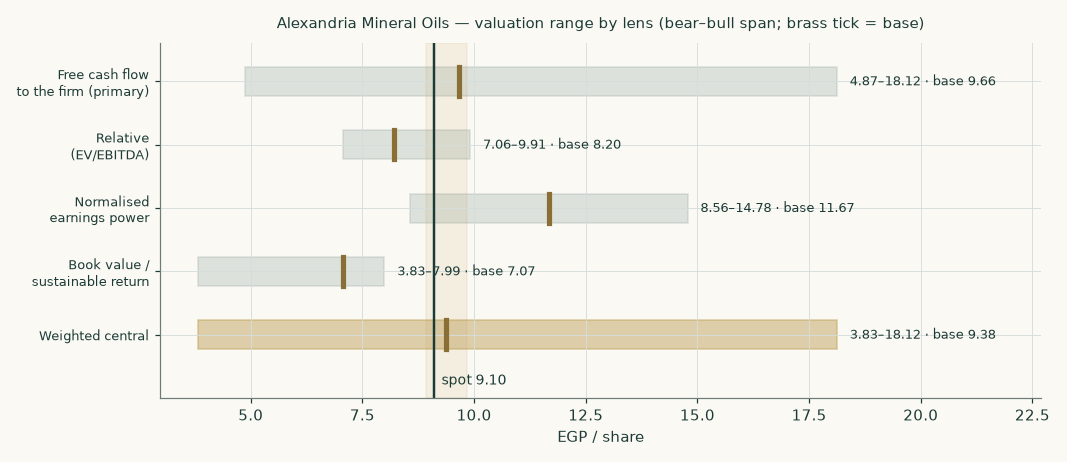 Alexandria Mineral Oils — valuation range by lens (bear–bull span; brass tick = base)
Free cash flow
to the firm (primary)
4.87–18.12 · base 9.66
Relative
(EV/EBITDA)
7.06–9.91 · base 8.20
Normalised
earnings power
8.56–14.78 · base 11.67
Book value /
sustainable return
3.83–7.99 · base 7.07
Weighted central
3.83–18.12 · base 9.38
spot 9.10
5.0 7.5 10.0 12.5 15.0 17.5 20.0 22.5
EGP / share